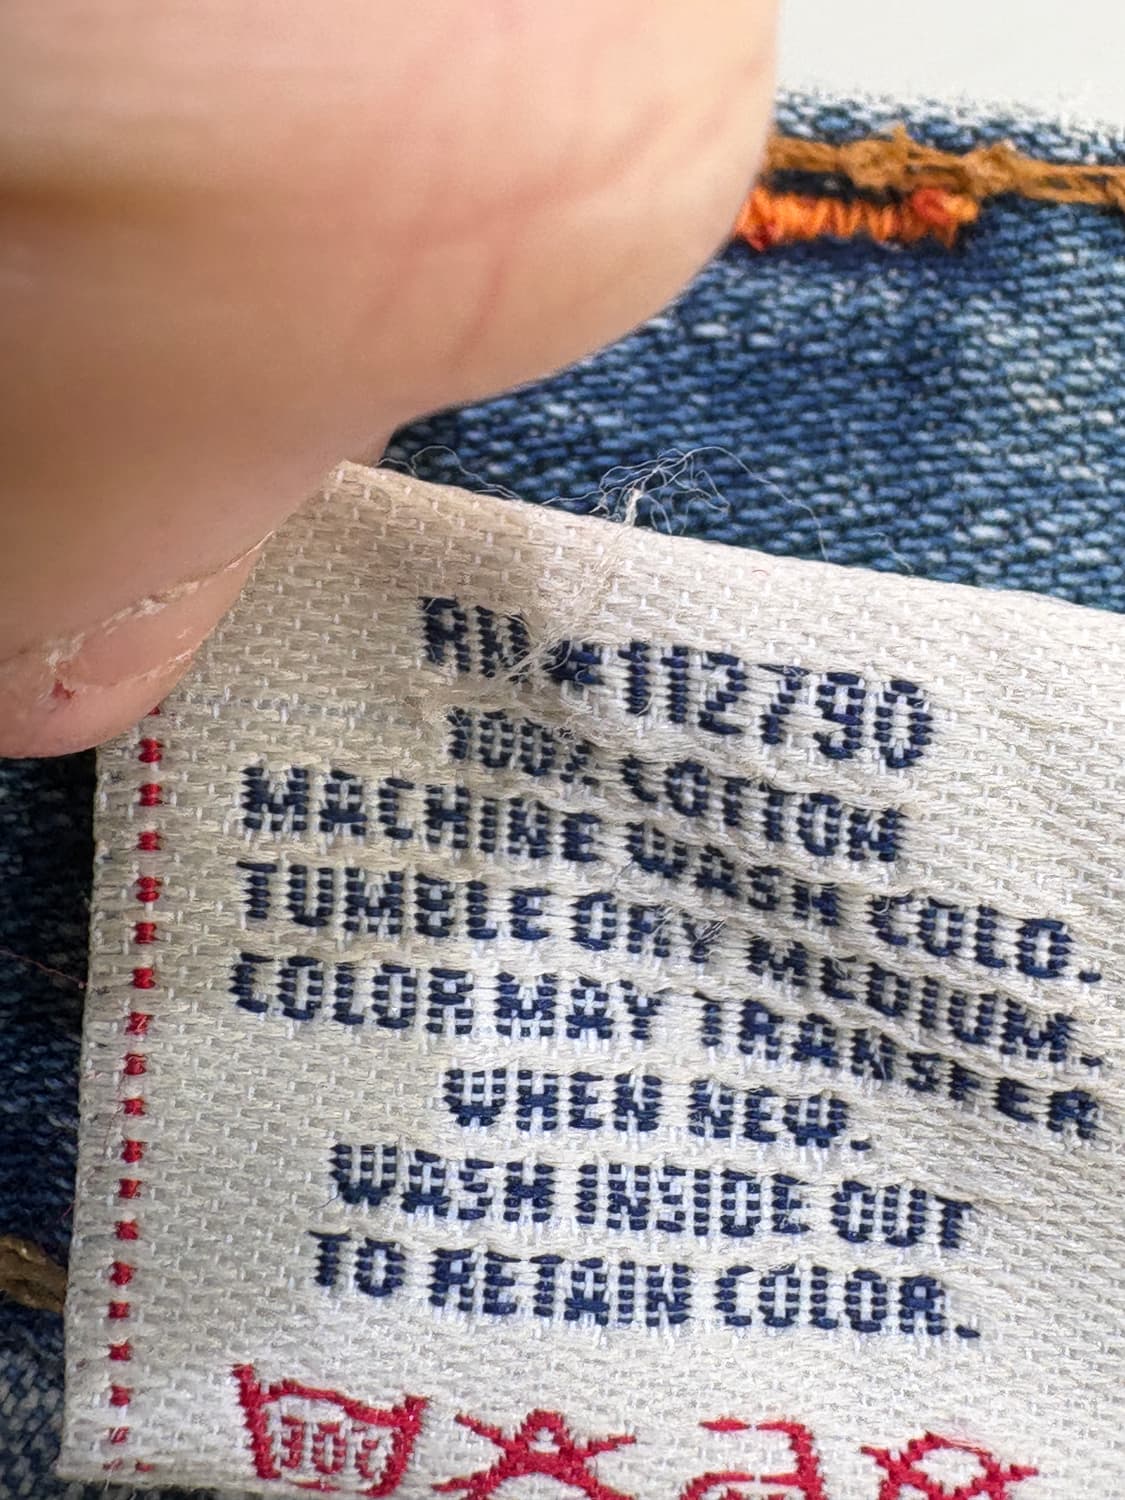 RN #112790
100% COTTON
MACHINE WASH COLD.
TUMBLE DRY MEDIUM.
COLOR MAY TRANSFER
WHEN NEW.
WASH INSIDE OUT
TO RETAIN COLOR.
30C